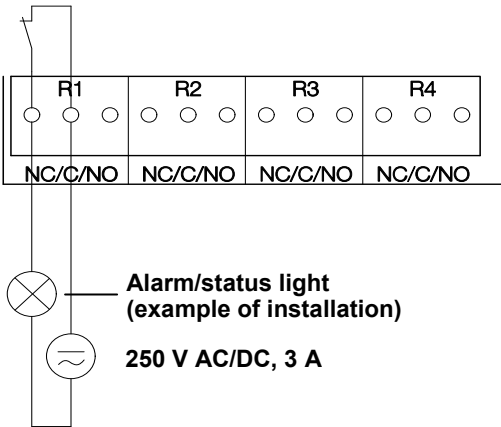 R1 R2 R3 R4
NC/C/NO NC/C/NO NC/C/NO NC/C/NO
Alarm/status light
(example of installation)
250 V AC/DC, 3 A